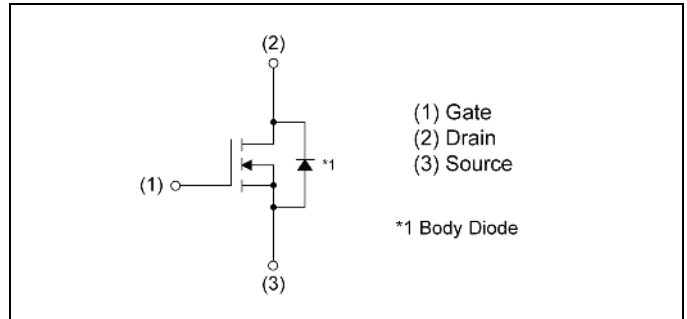 (2)
(1) Gate
(2) Drain
(3) Source
*1
(1)
*1 Body Diode
(3)